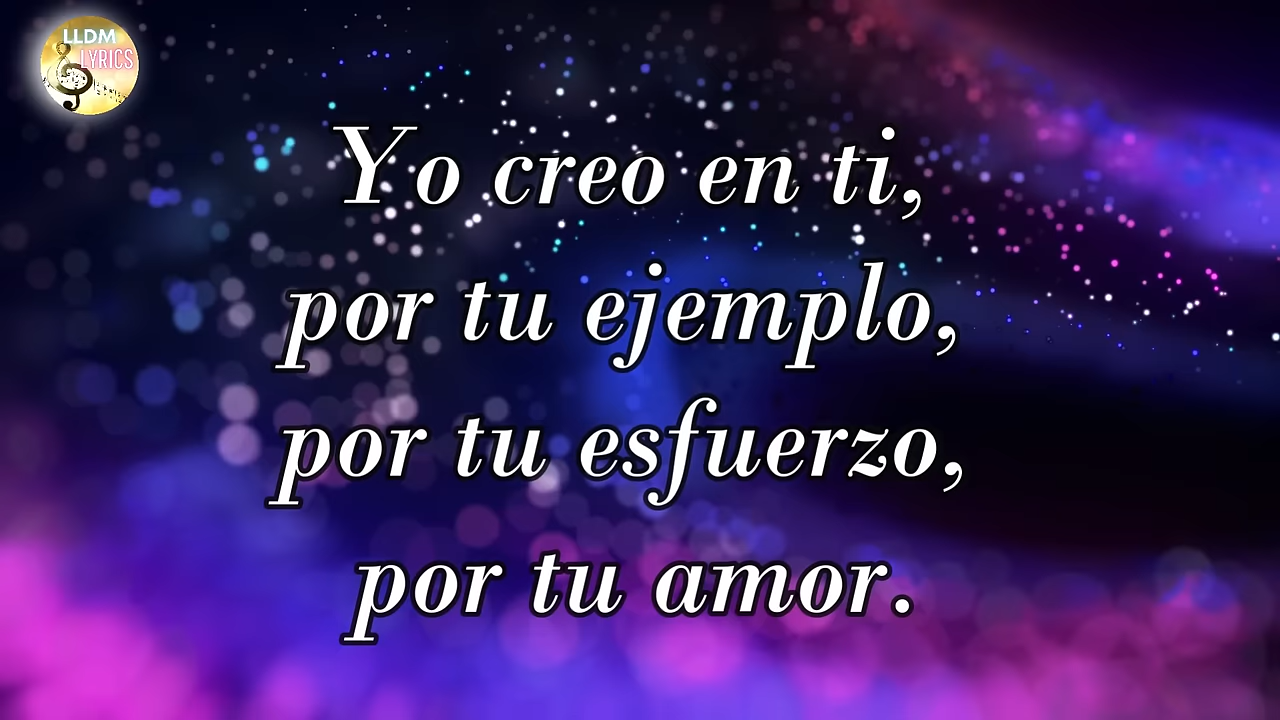 LLDM
LYRICS
Yo creo en ti,
por tu ejemplo,
por tu esfuerzo,
por tu amor.